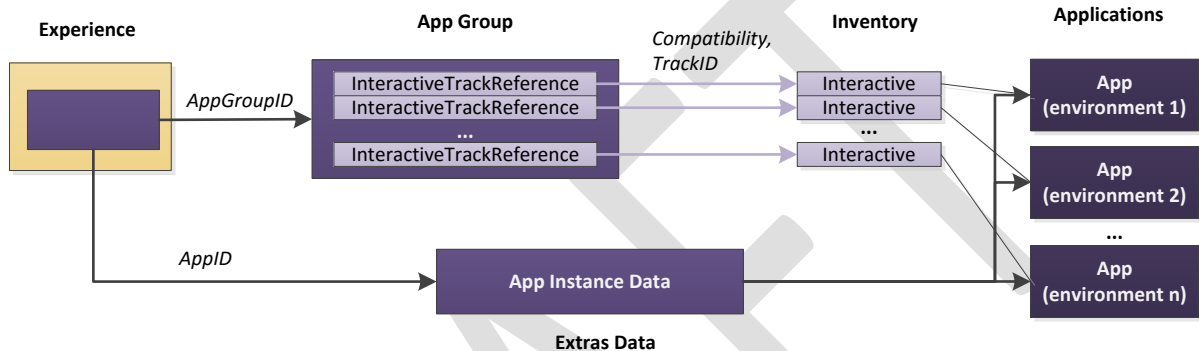 Experience
App Group
Inventory
Applications
Compatibility,
TrackID
AppGroupID
InteractiveTrackReference
InteractiveTrackReference
...
InteractiveTrackReference
Interactive
Interactive
...
Interactive
App
(environment 1)
App
(environment 2)
...
App
(environment n)
AppID
App Instance Data
Extras Data